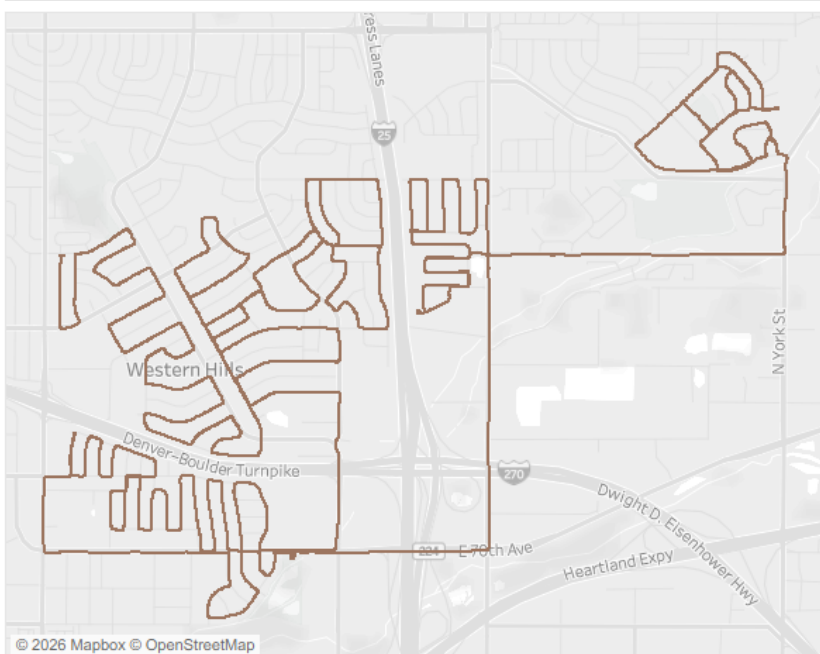 ress Lanes
25
N York St
Western Hills
Denver-Boulder Turnpike
270
Dwight D. Eisenhower Hwy
224
E 70th Ave
Heartland Expy
© 2026 Mapbox © OpenStreetMap